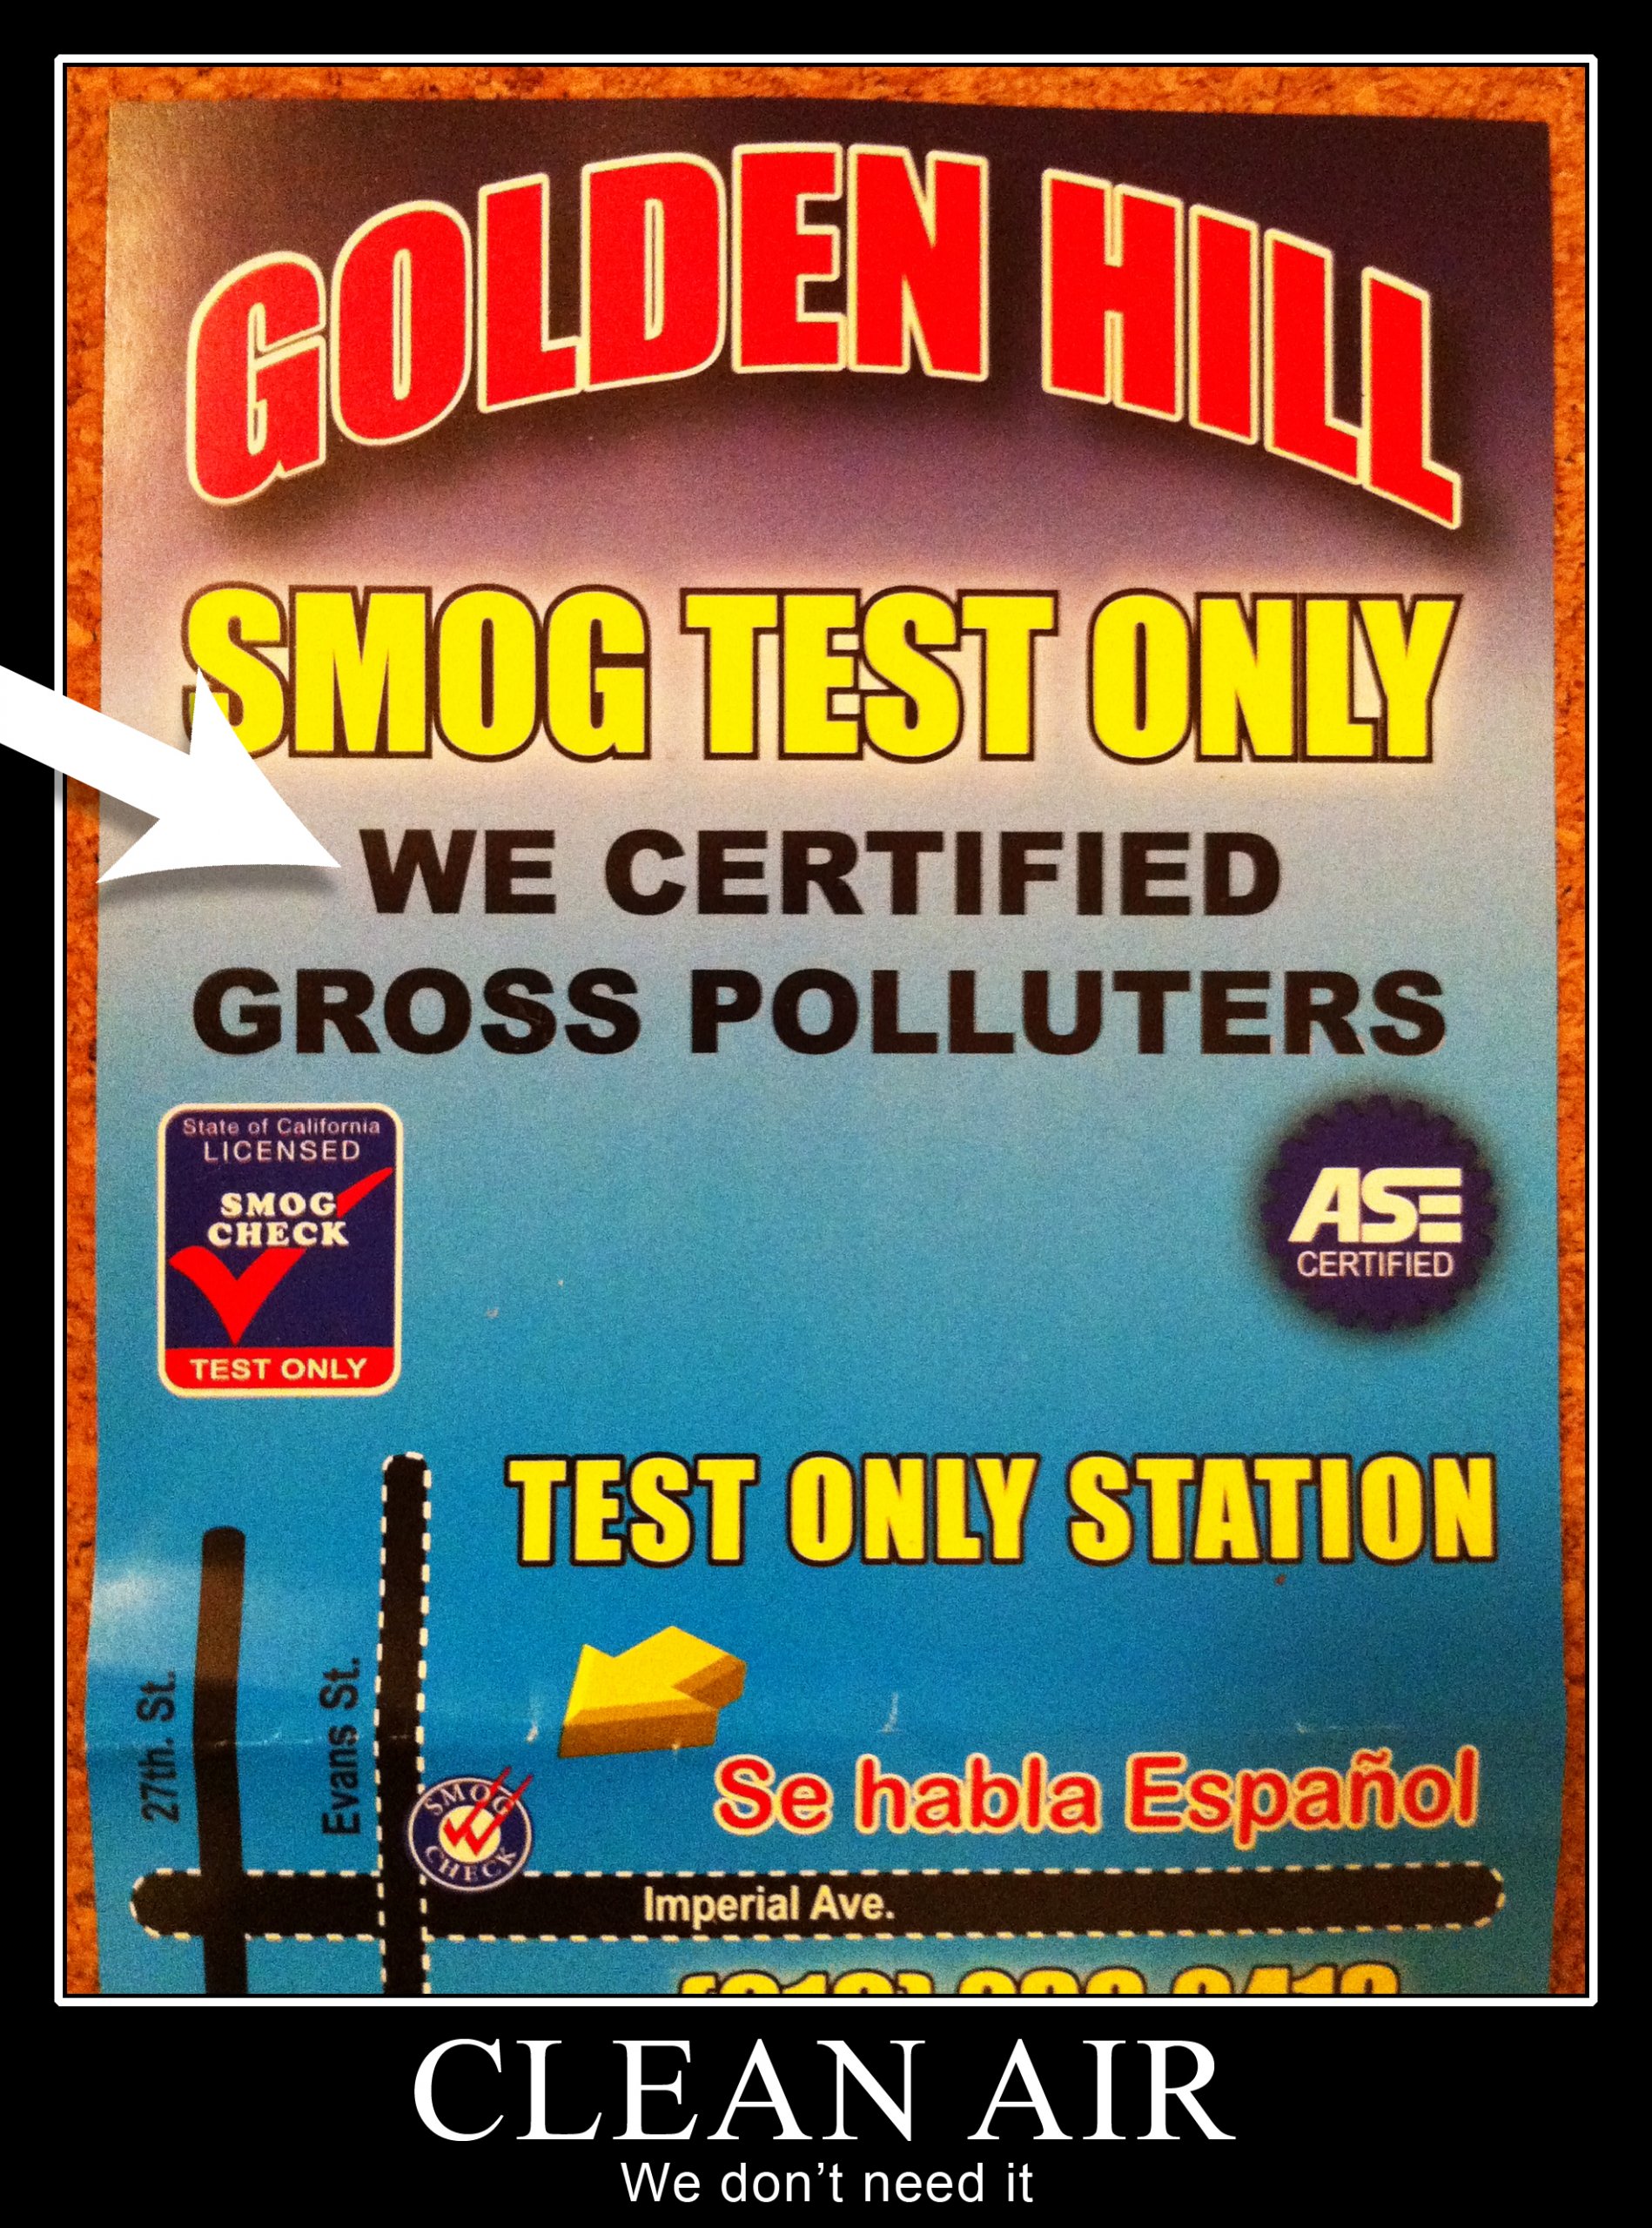 GOLDEN HILL
SMOG TEST ONLY
WE CERTIFIED
GROSS POLLUTERS
State of California
LICENSED
SMOG
CHECK
TEST ONLY
ASE
CERTIFIED
TEST ONLY STATION
27th. St.
Evans St.
SMOG
CHECK
Se habla Español
Imperial Ave.
CLEAN AIR
We don't need it